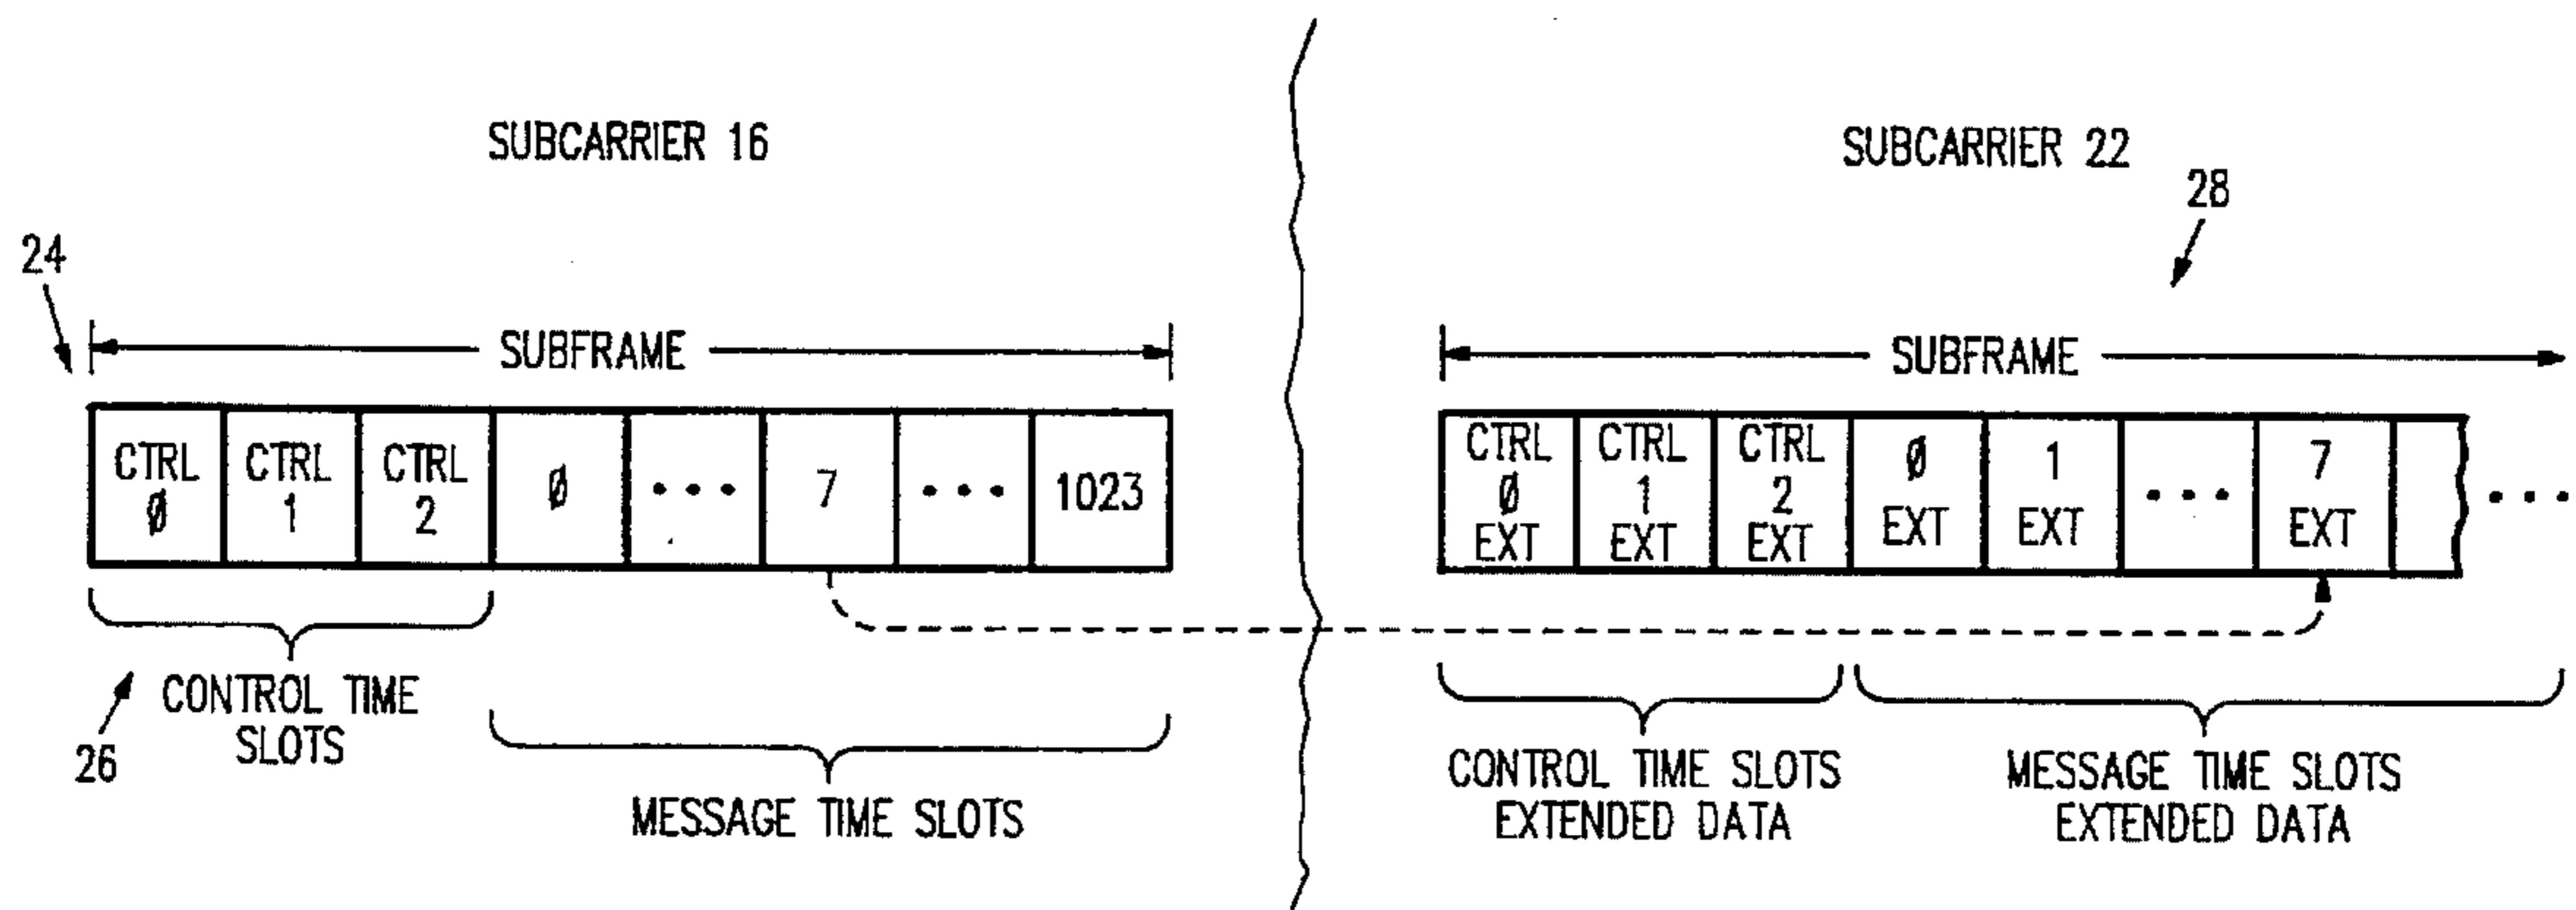 SUBCARRIER 16
SUBCARRIER 22
28
24
SUBFRAME
SUBFRAME
CTRL
Ø
CTRL
1
CTRL
2
Ø
• • •
7
• • •
1023
CTRL
Ø
EXT
CTRL
1
EXT
CTRL
2
EXT
Ø
EXT
1
EXT
• • •
7
EXT
• • •
CONTROL TIME
SLOTS
26
MESSAGE TIME SLOTS
CONTROL TIME SLOTS
EXTENDED DATA
MESSAGE TIME SLOTS
EXTENDED DATA